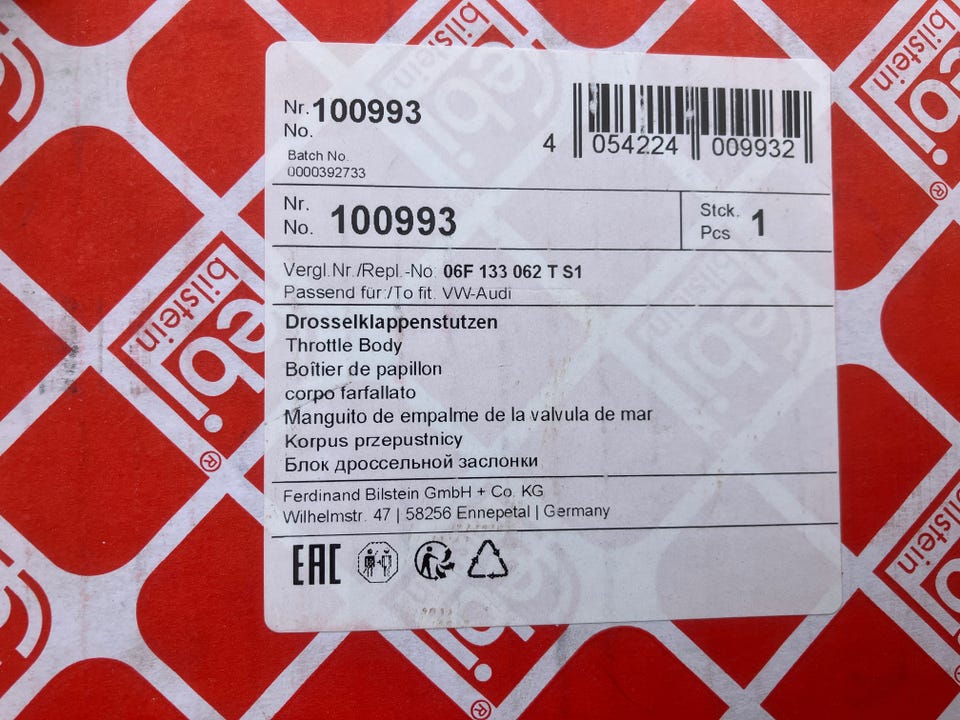 Nr. 100993
No.
Batch No.
0000392733
4 054224 009932
Nr.
No. 100993
Stck.
Pcs 1
Vergl.Nr./Repl.-No: 06F 133 062 T S1
Passend für:/To fit: VW-Audi
Drosselklappenstutzen
Throttle Body
Boîtier de papillon
corpo farfallato
Manguito de empalme de la valvula de mar
Korpus przepustnicy
Блок дроссельной заслонки
Ferdinand Bilstein GmbH + Co. KG
Wilhelmstr. 47 | 58256 Ennepetal | Germany
EAC
febi
bilstein
®
bilstein
®
bilstein